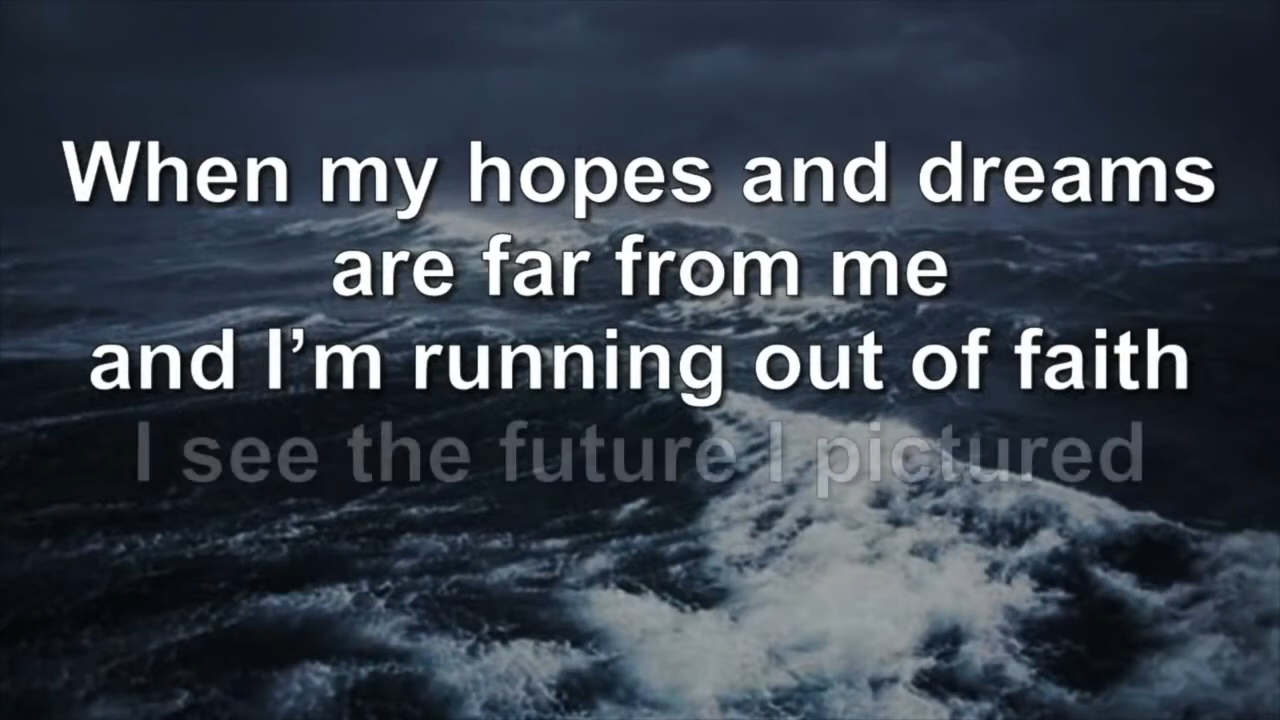 When my hopes and dreams
are far from me
and I’m running out of faith
I see the future I pictured